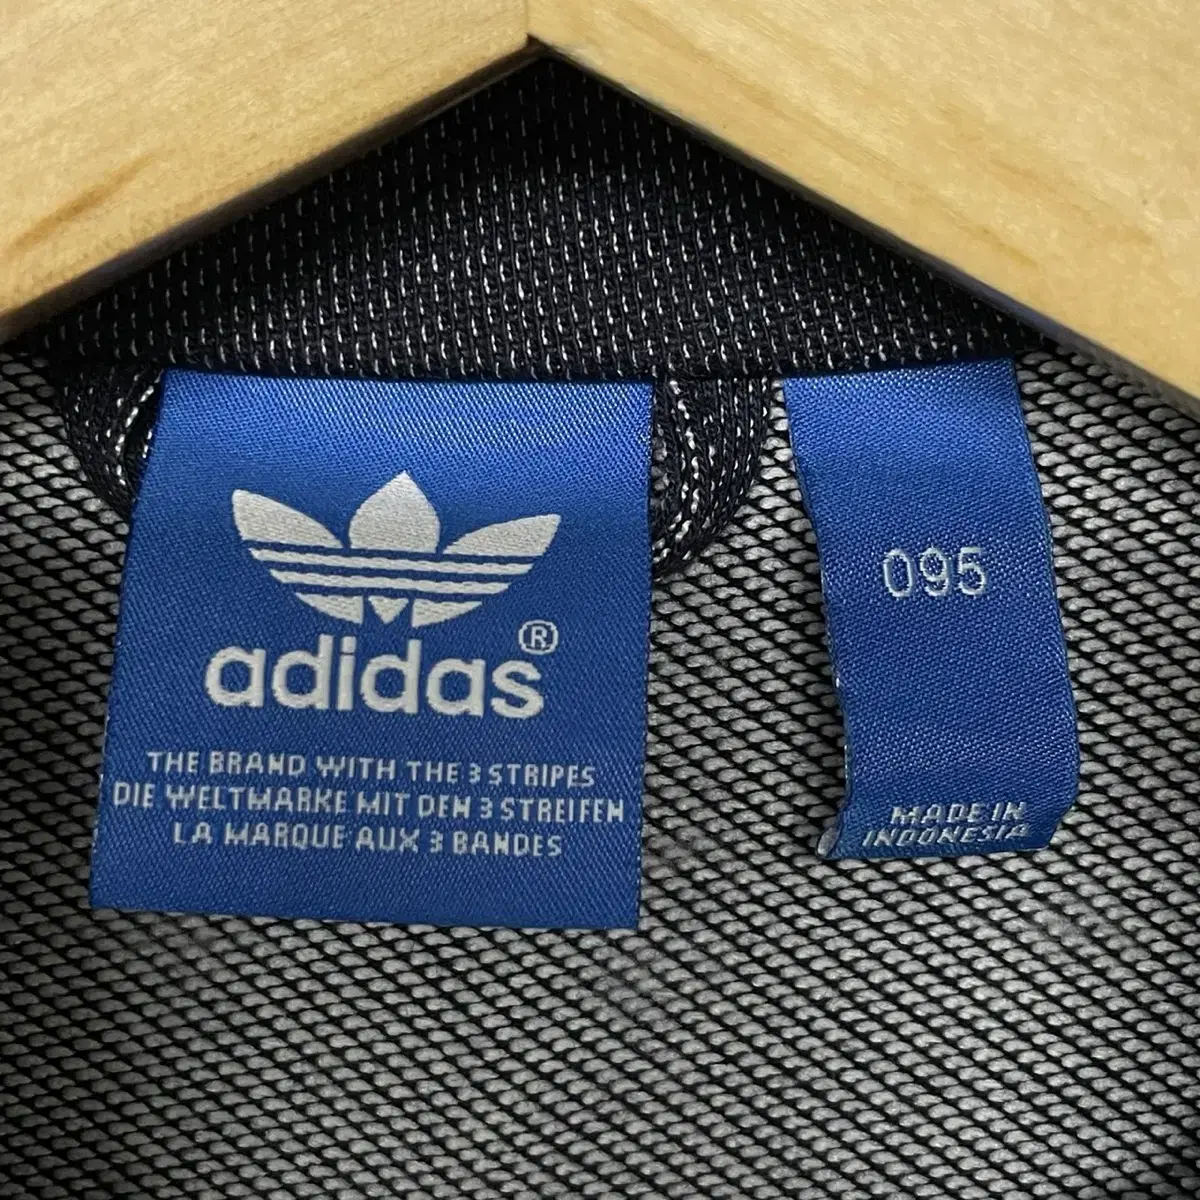 adidas®
THE BRAND WITH THE 3 STRIPES
DIE WELTMARKE MIT DEN 3 STREIFEN
LA MARQUE AUX 3 BANDES
095
MADE IN
INDONESIA